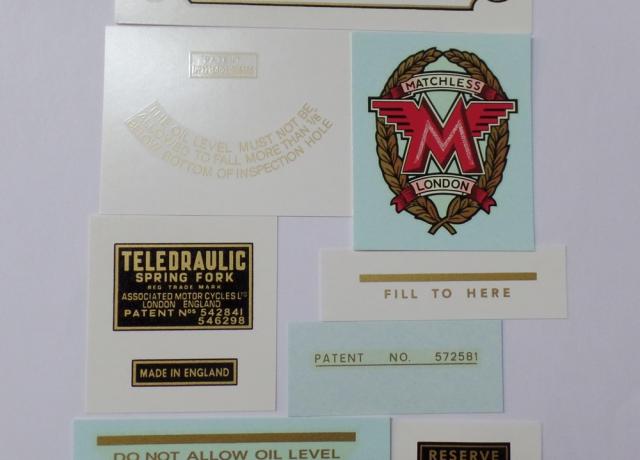 PATENT
THE OIL LEVEL MUST NOT BE
ALLOWED TO FALL MORE THAN 1/8
BELOW BOTTOM OF INSPECTION HOLE
MATCHLESS
M
LONDON
TELEDRAULIC
SPRING FORK
REG TRADE MARK
ASSOCIATED MOTOR CYCLES LTD
LONDON ENGLAND
PATENT Nos 542841
546298
MADE IN ENGLAND
FILL TO HERE
PATENT NO. 572581
DO NOT ALLOW OIL LEVEL
RESERVE